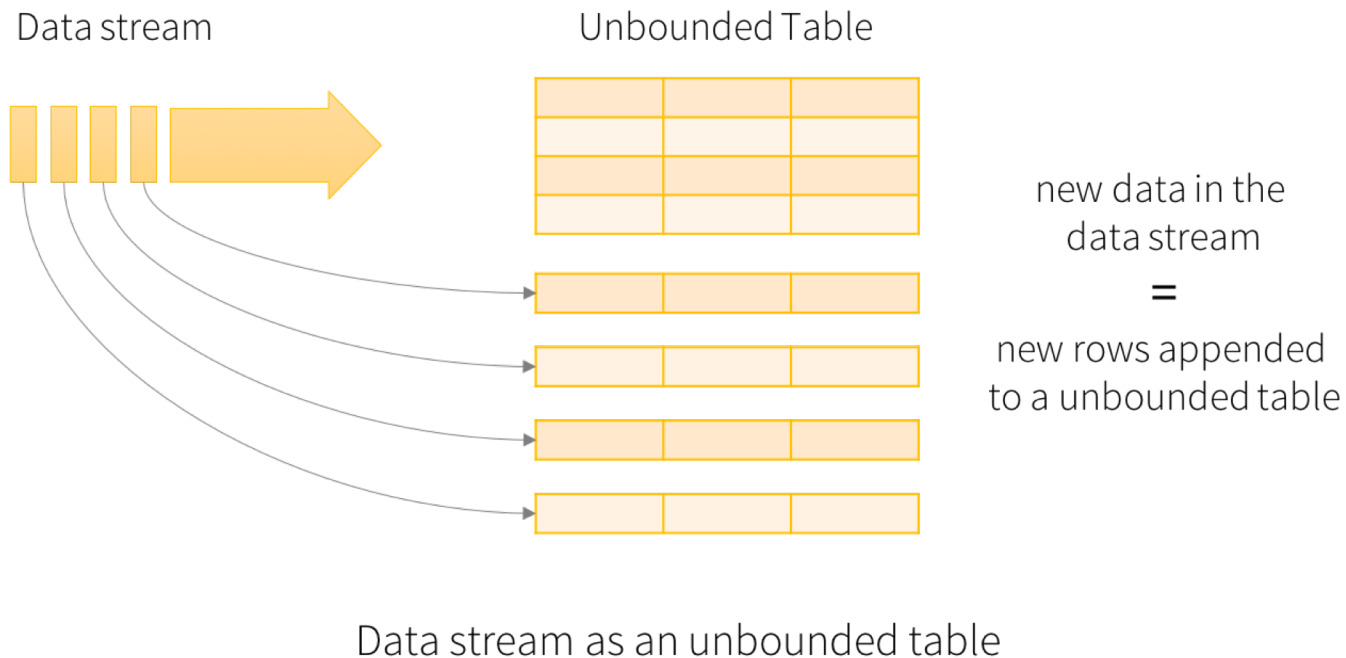 Data stream
Unbounded Table
new data in the
data stream
=
new rows appended
to a unbounded table
Data stream as an unbounded table